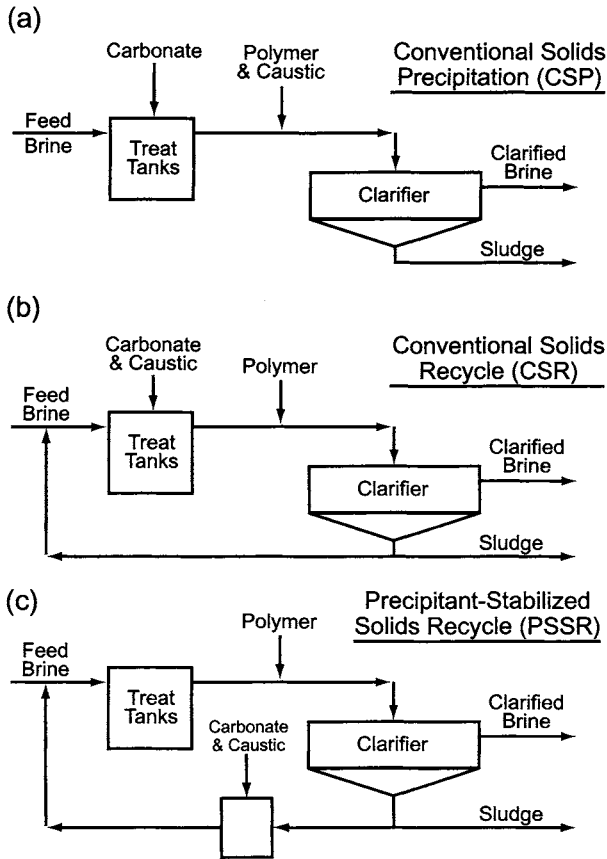 (a)
Carbonate
Polymer
& Caustic
Conventional Solids
Precipitation (CSP)
Feed
Brine
Treat
Tanks
Clarifier
Clarified
Brine
Sludge
(b)
Carbonate
& Caustic
Polymer
Conventional Solids
Recycle (CSR)
Feed
Brine
Treat
Tanks
Clarifier
Clarified
Brine
Sludge
(c)
Polymer
Precipitant-Stabilized
Solids Recycle (PSSR)
Feed
Brine
Treat
Tanks
Carbonate
& Caustic
Clarifier
Clarified
Brine
Sludge